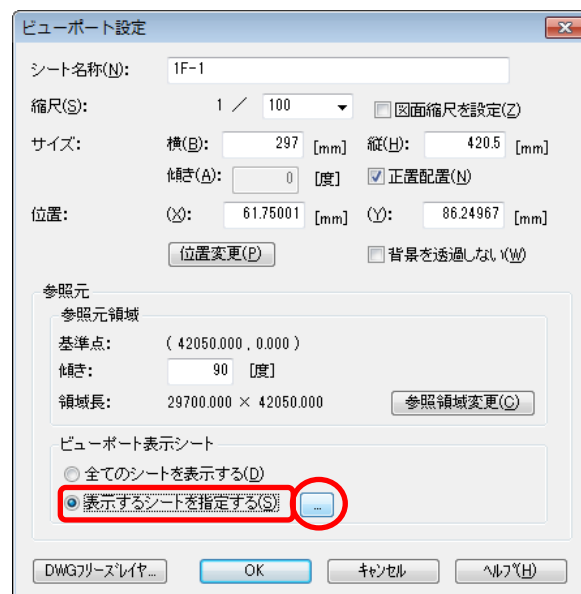 ビューポート設定
シート名称(N): 1F-1
縮尺(S): 1 ／ 100 図面縮尺を設定(Z)
サイズ: 横(B): 297 [mm] 縦(H): 420.5 [mm]
傾き(A): 0 [度] 正置配置(N)
位置: (X): 61.75001 [mm] (Y): 86.24967 [mm]
位置変更(P) 背景を透過しない(W)
参照元
参照元領域
基準点: ( 42050.000 , 0.000 )
傾き: 90 [度]
領域長: 29700.000 × 42050.000 参照領域変更(C)
ビューポート表示シート
全てのシートを表示する(D)
表示するシートを指定する(S) ...
DWGフリーズレイヤ... OK キャンセル ヘルプ(H)